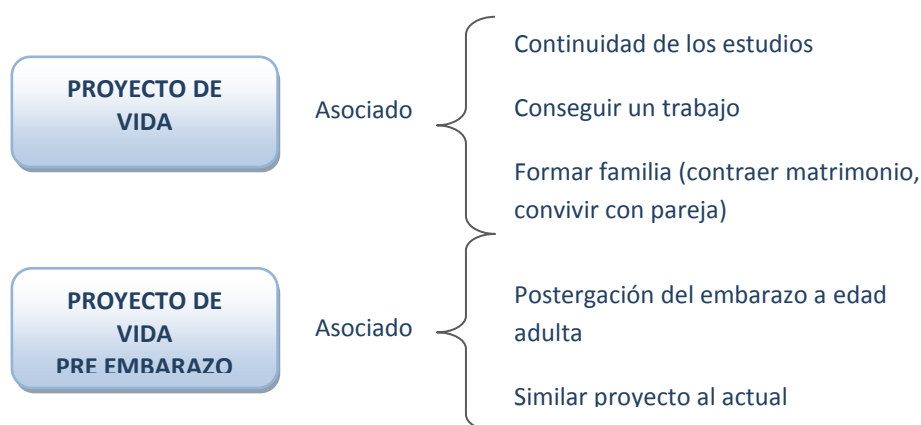 PROYECTO DE
VIDA
Asociado
Continuidad de los estudios
Conseguir un trabajo
Formar familia (contraer matrimonio,
convivir con pareja)
PROYECTO DE
VIDA
PRE EMBARAZO
Asociado
Postergación del embarazo a edad
adulta
Similar proyecto al actual